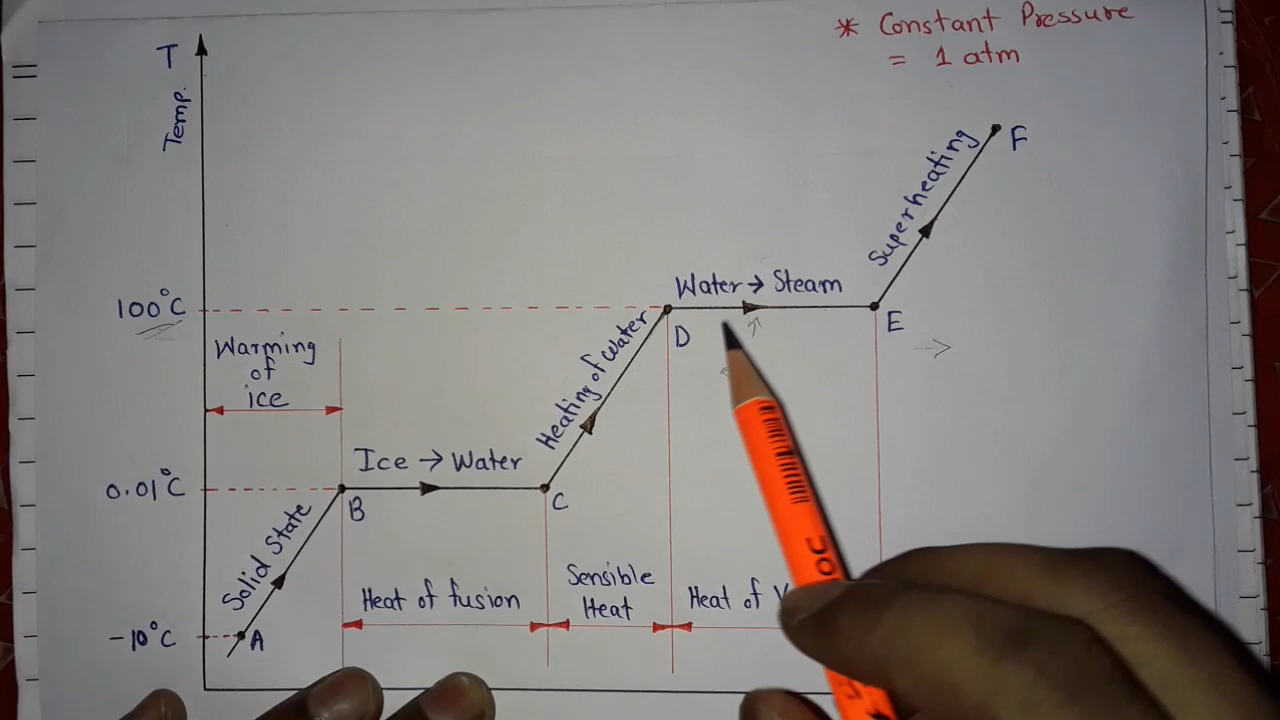 * Constant Pressure
= 1 atm
T
Temp.
100°C
0.01°C
-10°C
Warming
of
ice
Solid State
A
B
Ice → Water
C
Heating of water
D
Water → Steam
E
Superheating
F
Heat of fusion
Sensible
Heat
Heat of